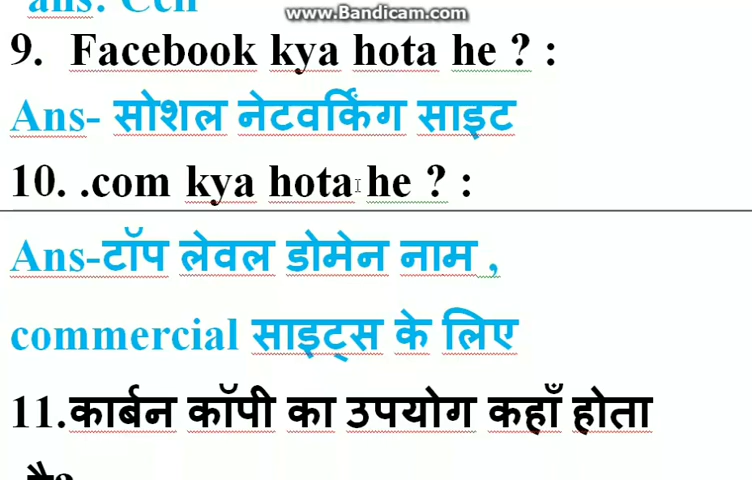 www.Bandicam.com
9. Facebook kya hota he ? :
Ans- सोशल नेटवर्किंग साइट
10. .com kya hota he ? :
Ans-टॉप लेवल डोमेन नाम ,
commercial साइट्स के लिए
11.कार्बन कॉपी का उपयोग कहाँ होता